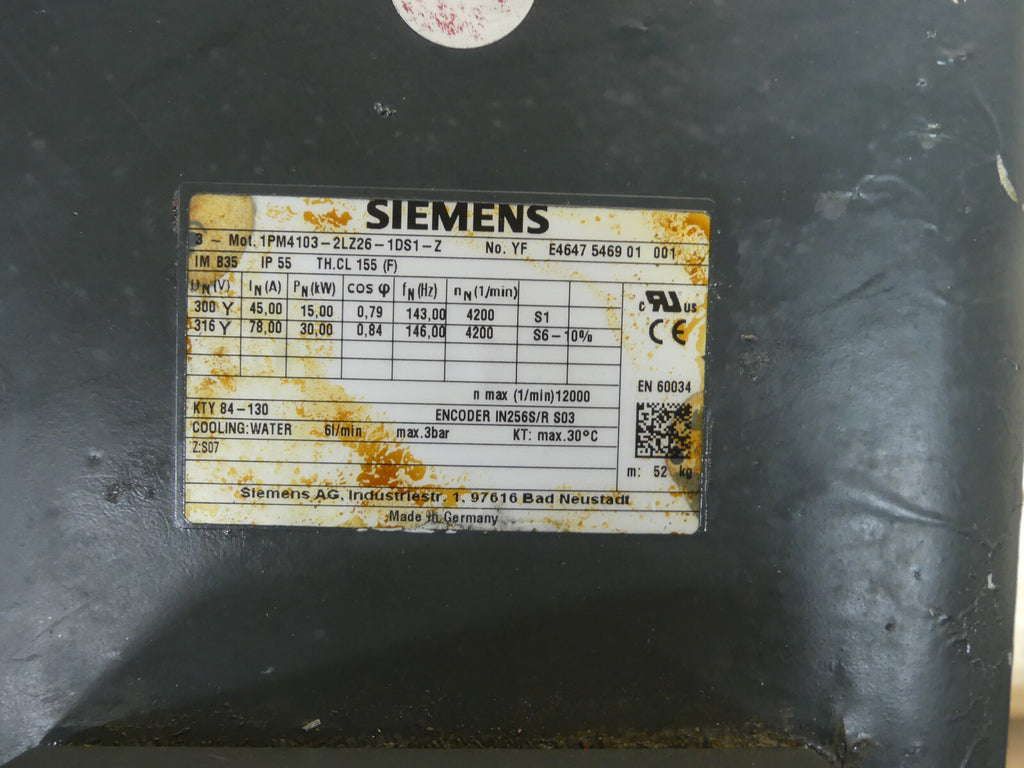 SIEMENS
3 ~ Mot. 1PM4103-2LZ26-1DS1-Z No. YF E4647 5469 01 001
IM B35 IP 55 TH.CL 155 (F)
UN(V) IN(A) PN(kW) cos φ fN(Hz) nN(1/min)
300 Y 45,00 15,00 0,79 143,00 4200 S1
316 Y 78,00 30,00 0,84 146,00 4200 S6-10%
c RU us
CE
n max (1/min)12000
EN 60034
KTY 84-130 ENCODER IN256S/R S03
COOLING:WATER 6l/min max.3bar KT: max.30°C
Z:S07
m: 52 kg
Siemens AG, Industriestr. 1, 97616 Bad Neustadt
Made in Germany